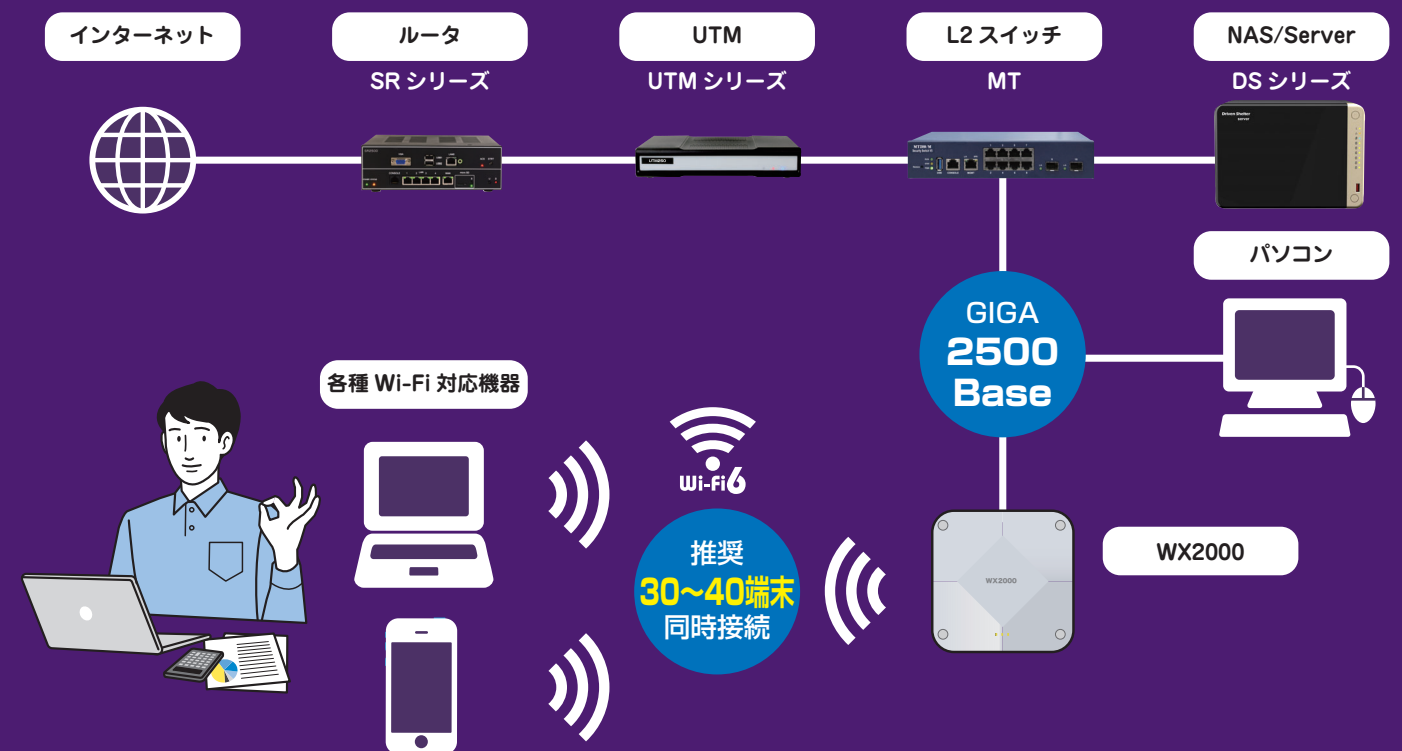 インターネット
ルータ
UTM
L2 スイッチ
NAS/Server
SR シリーズ
UTM シリーズ
MT
DS シリーズ
パソコン
GIGA
2500
Base
各種 Wi-Fi 対応機器
Wi-Fi 6
推奨
30〜40端末
同時接続
WX2000
WX2000